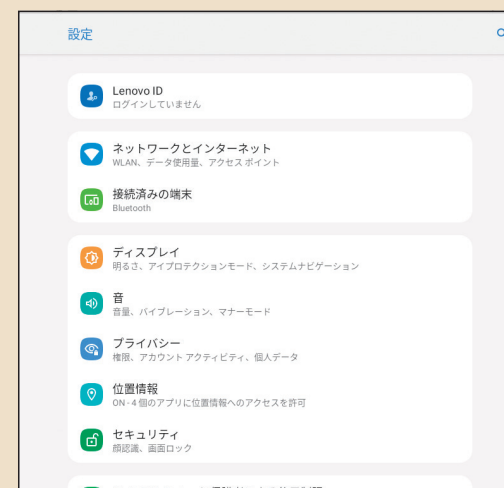 設定
Lenovo ID
ログインしていません
ネットワークとインターネット
WLAN、データ使用量、アクセス ポイント
接続済みの端末
Bluetooth
ディスプレイ
明るさ、アイプロテクションモード、システムナビゲーション
音
音量、バイブレーション、マナーモード
プライバシー
権限、アカウント アクティビティ、個人データ
位置情報
ON - 4 個のアプリに位置情報へのアクセスを許可
セキュリティ
顔認識、画面ロック